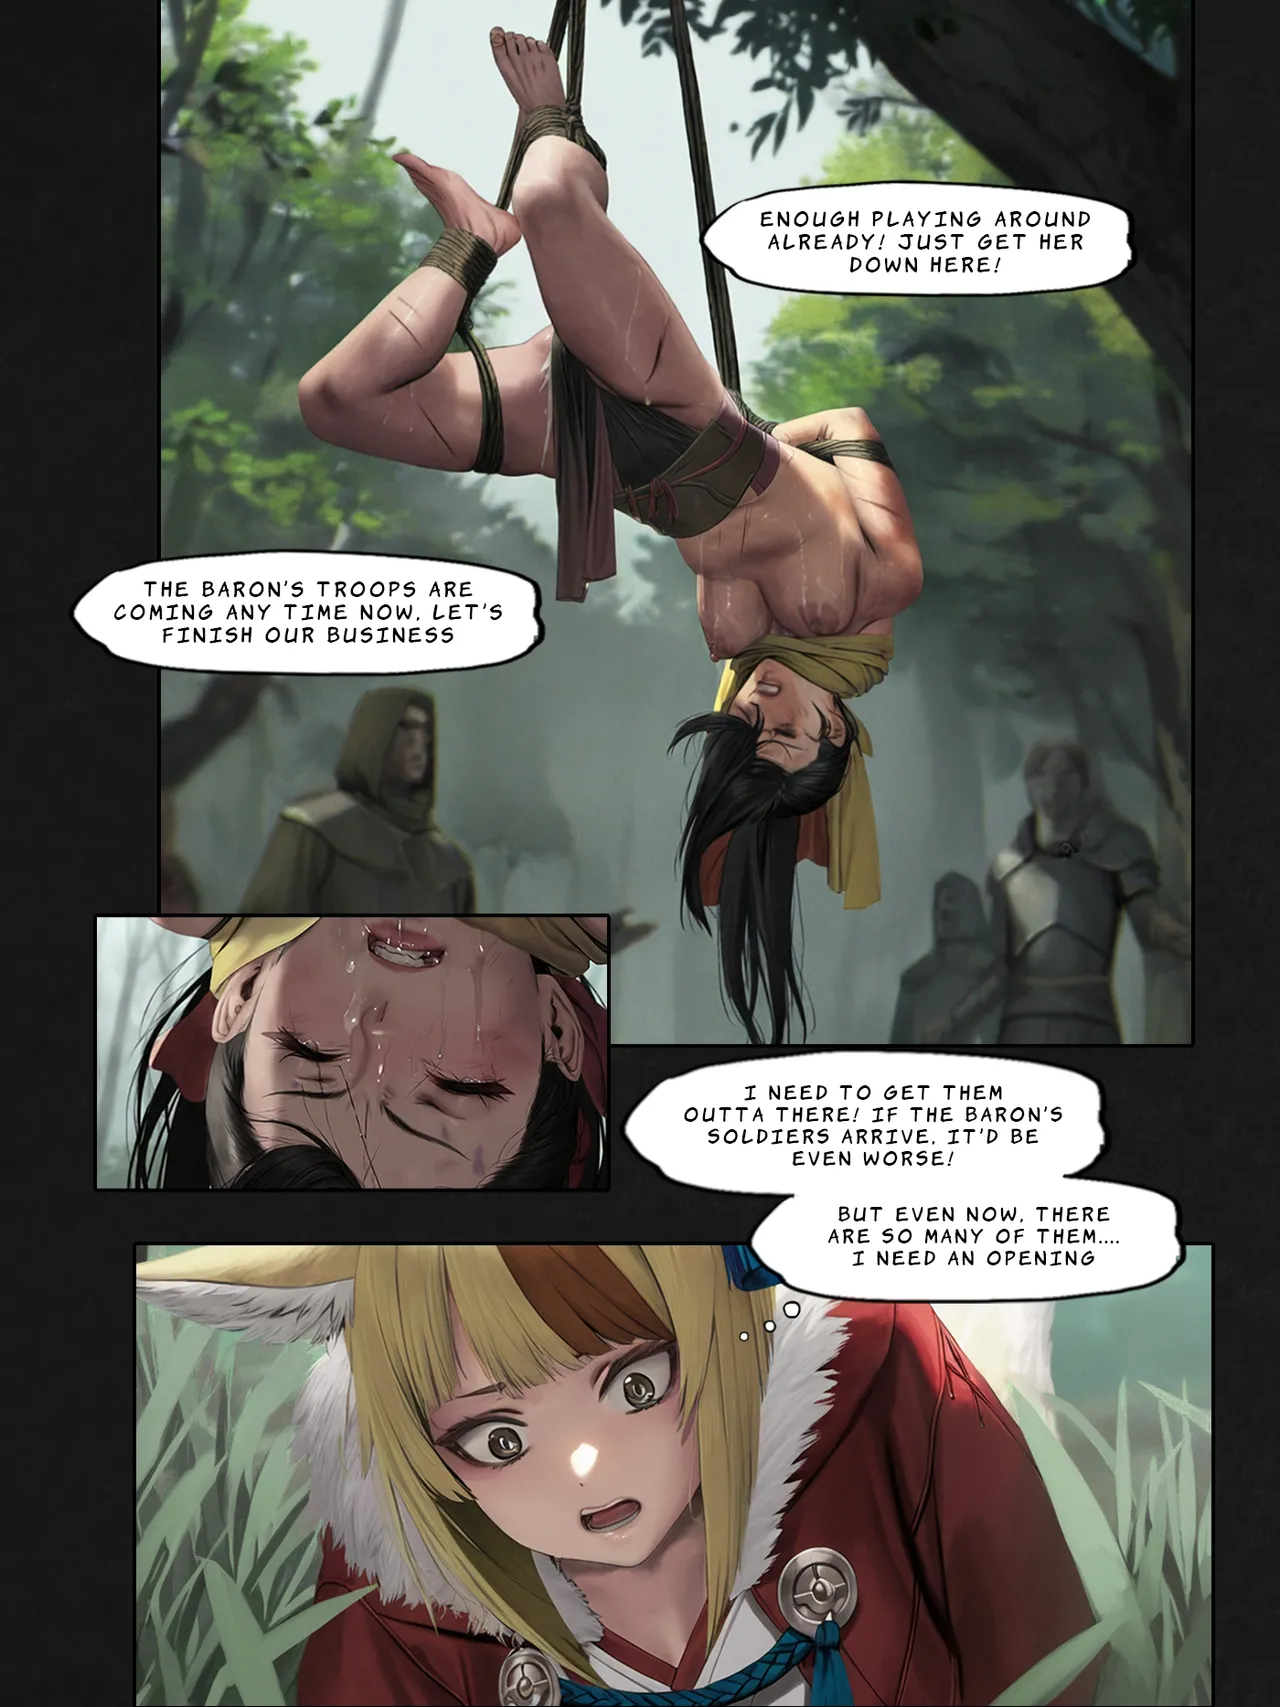 ENOUGH PLAYING AROUND
ALREADY! JUST GET HER
DOWN HERE!
THE BARON'S TROOPS ARE
COMING ANY TIME NOW, LET'S
FINISH OUR BUSINESS
I NEED TO GET THEM
OUTTA THERE! IF THE BARON'S
SOLDIERS ARRIVE, IT'D BE
EVEN WORSE!
BUT EVEN NOW, THERE
ARE SO MANY OF THEM....
I NEED AN OPENING